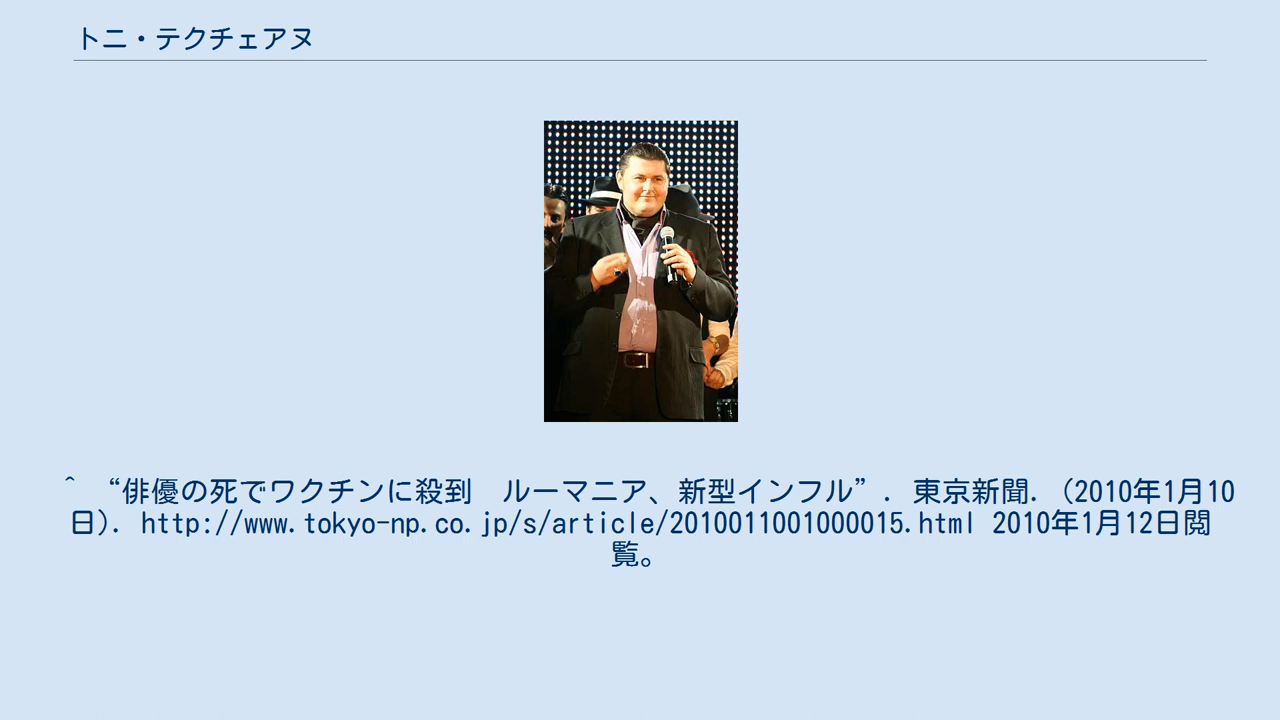 トニ・テクチェアヌ
^ “俳優の死でワクチンに殺到　ルーマニア、新型インフル”. 東京新聞. (2010年1月10
日). http://www.tokyo-np.co.jp/s/article/2010011001000015.html 2010年1月12日閲
覧。